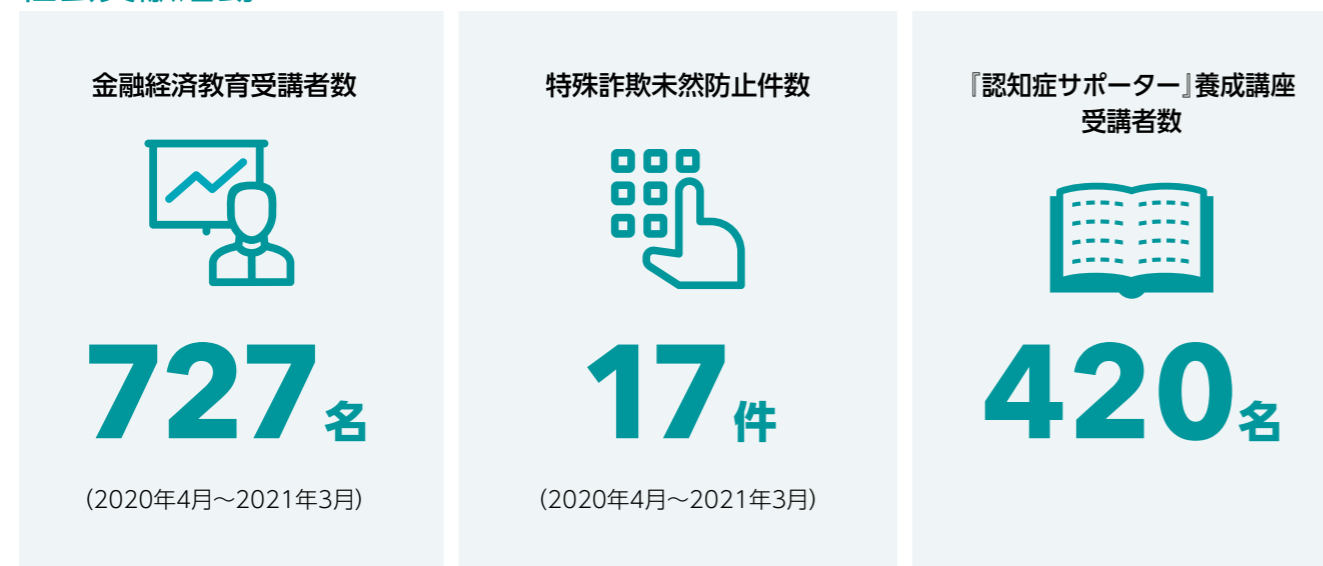 金融経済教育受講者数
727名
(2020年4月～2021年3月)
特殊詐欺未然防止件数
17件
(2020年4月～2021年3月)
『認知症サポーター』養成講座
受講者数
420名